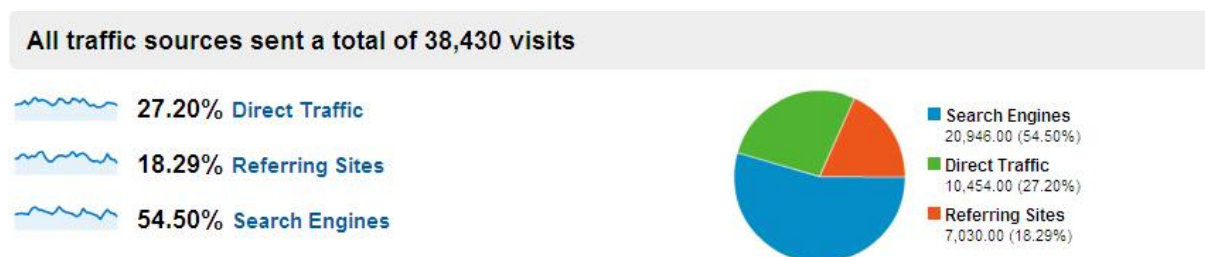 All traffic sources sent a total of 38,430 visits
27.20% Direct Traffic
18.29% Referring Sites
54.50% Search Engines
Search Engines
20,946.00 (54.50%)
Direct Traffic
10,454.00 (27.20%)
Referring Sites
7,030.00 (18.29%)